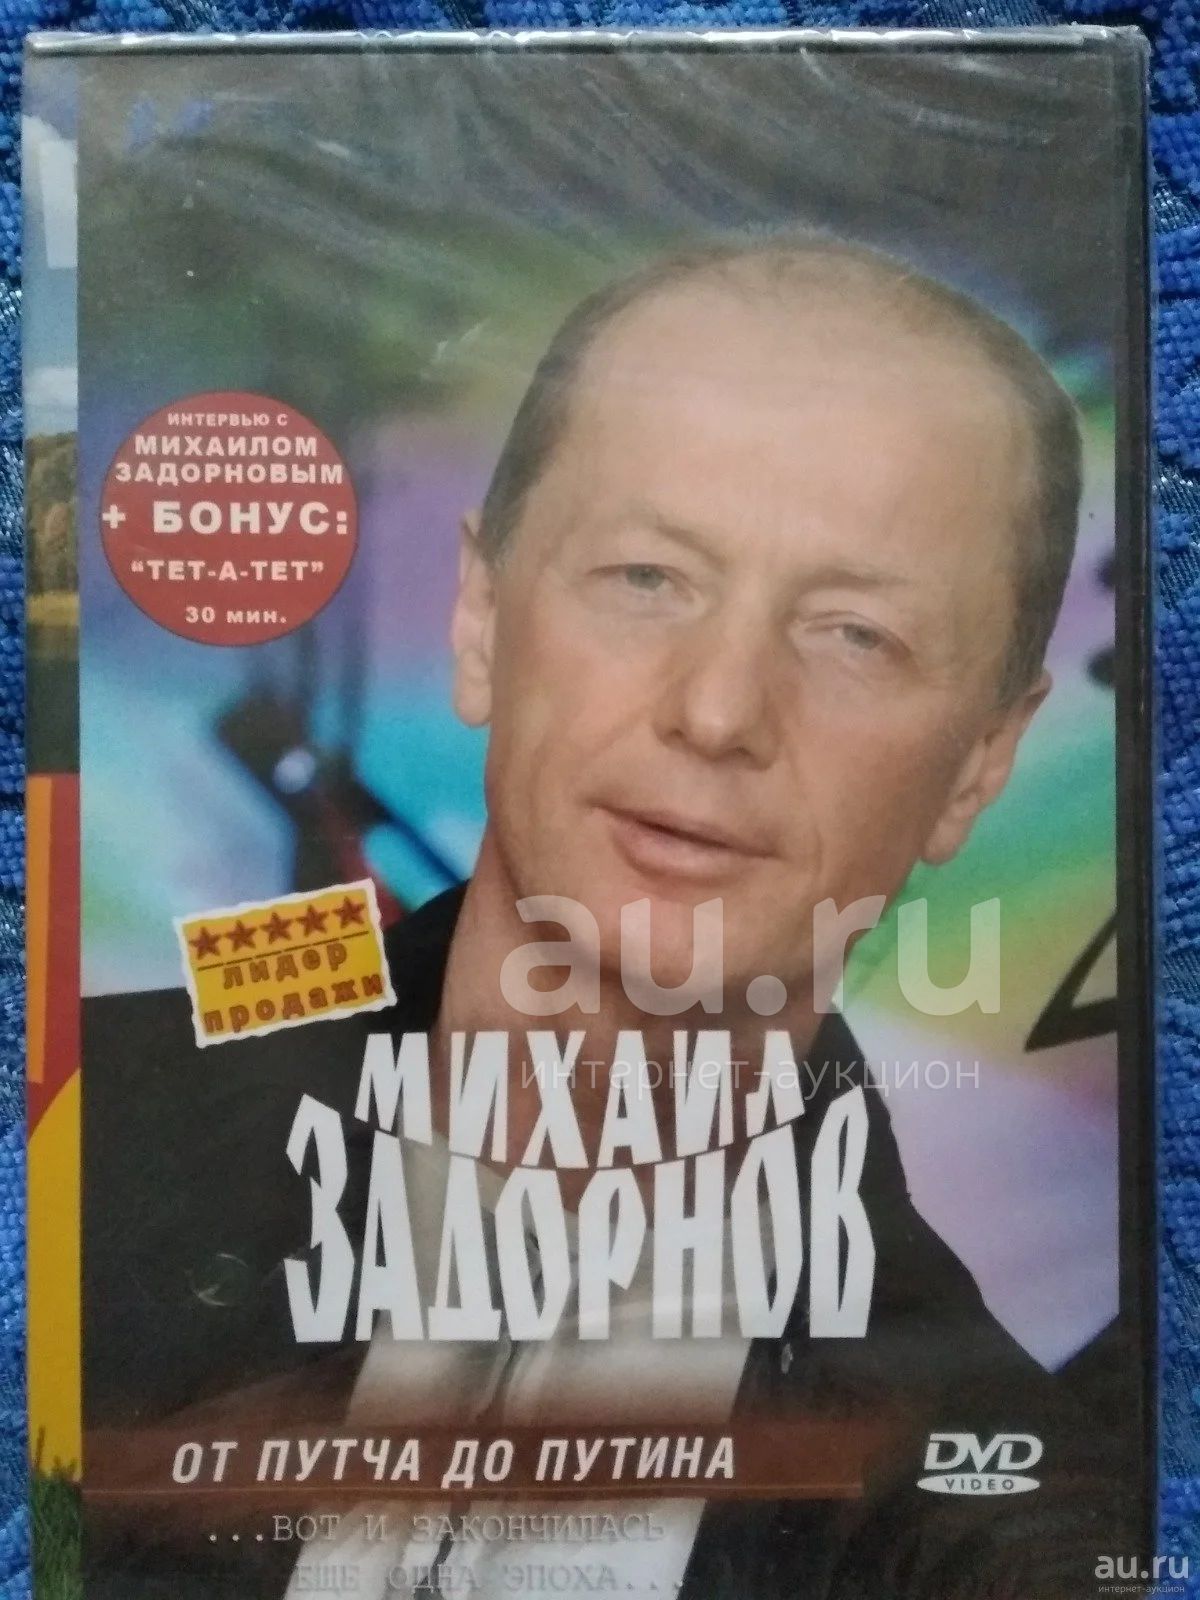 ИНТЕРВЬЮ С
МИХАИЛОМ
ЗАДОРНОВЫМ
+ БОНУС:
"ТЕТ-А-ТЕТ"
30 мин.
лидер
продажи
au.ru
интернет-аукцион
МИХАИЛ
ЗАДОРНОВ
ОТ ПУТЧА ДО ПУТИНА
DVD
VIDEO
...ВОТ И ЗАКОНЧИЛАСЬ
ЕЩЕ ОДНА ЭПОХА...
au.ru
интернет-аукцион